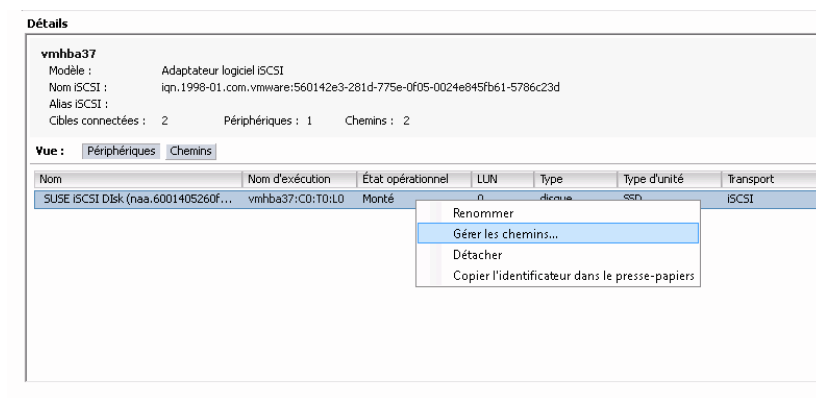 Détails
vmhba37
Modèle : Adaptateur logiciel iSCSI
Nom iSCSI : iqn.1998-01.com.vmware:560142e3-281d-775e-0f05-0024e845fb61-5786c23d
Alias iSCSI :
Cibles connectées : 2 Périphériques : 1 Chemins : 2
Vue : Périphériques Chemins
Nom Nom d'exécution État opérationnel LUN Type Type d'unité Transport
SUSE iSCSI DIsk (naa.6001405260f... vmhba37:C0:T0:L0 Monté 0 disque SSD iSCSI
Renommer
Gérer les chemins...
Détacher
Copier l'identificateur dans le presse-papiers